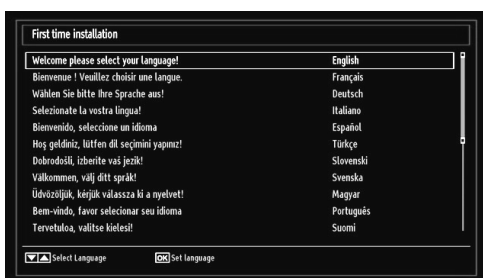 First time installation
Welcome please select your language! English
Bienvenue ! Veuillez choisir une langue. Français
Wählen Sie bitte Ihre Sprache aus! Deutsch
Selezionate la vostra lingua! Italiano
Bienvenido, seleccione un idioma Español
Hoş geldiniz, lütfen dil seçimini yapınız! Türkçe
Dobrodošli, izberite vaš jezik! Slovenski
Välkommen, välj ditt språk! Svenska
Üdvözöljük, kérjük válassza ki a nyelvet! Magyar
Bem-vindo, favor selecionar seu idioma Português
Tervetuloa, valitse kielesi! Suomi
Select Language OK Set language